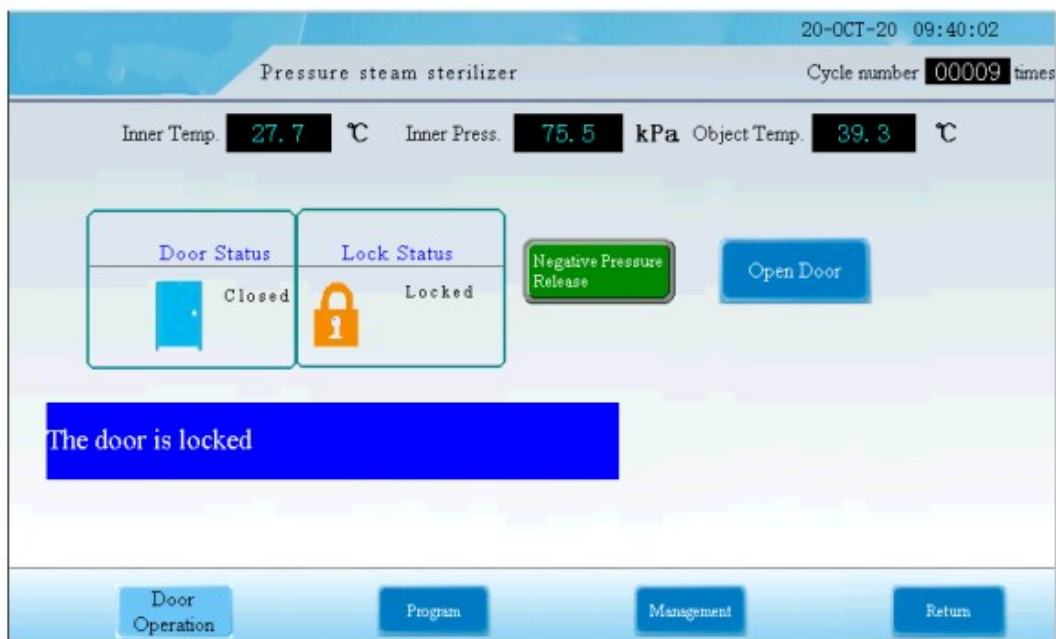 20-OCT-20 09:40:02
Pressure steam sterilizer
Cycle number 00009 times
Inner Temp. 27.7 ℃ Inner Press. 75.5 kPa Object Temp. 39.3 ℃
Door Status
Closed
Lock Status
Locked
Negative Pressure
Release
Open Door
The door is locked
Door
Operation
Program
Management
Return